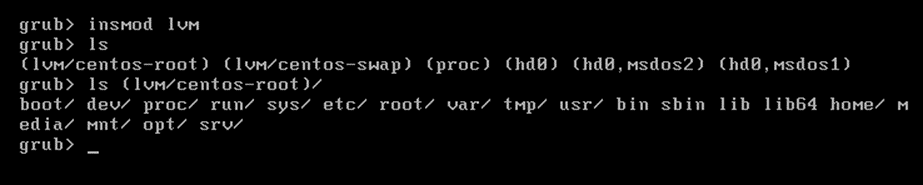 grub> insmod lvm
grub> ls
(lvm/centos-root) (lvm/centos-swap) (proc) (hd0) (hd0,msdos2) (hd0,msdos1)
grub> ls (lvm/centos-root)/
boot/ dev/ proc/ run/ sys/ etc/ root/ var/ tmp/ usr/ bin sbin lib lib64 home/ m
edia/ mnt/ opt/ srv/
grub> _